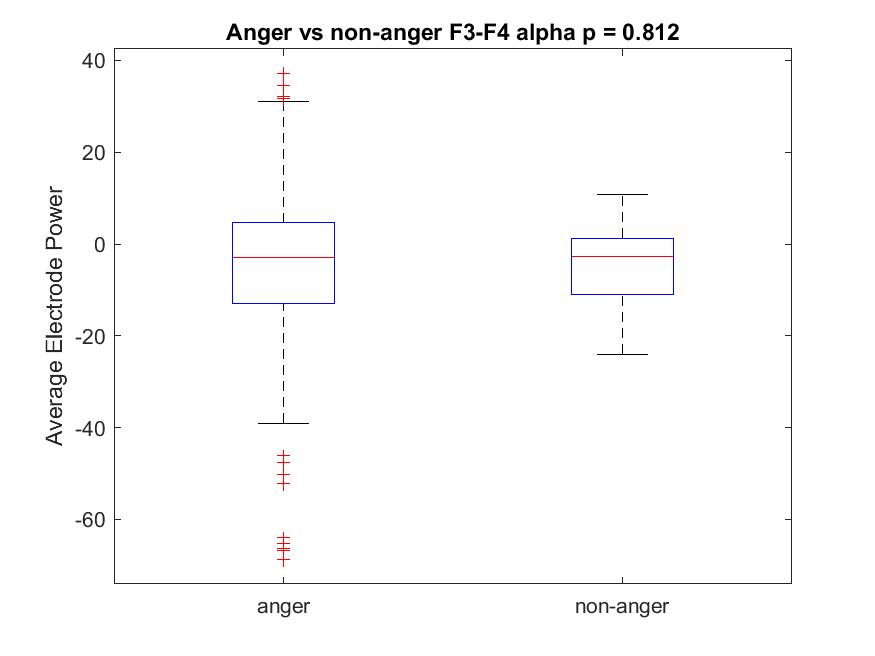 Anger vs non-anger F3-F4 alpha p = 0.812
Average Electrode Power
40
20
0
-20
-40
-60
anger
non-anger